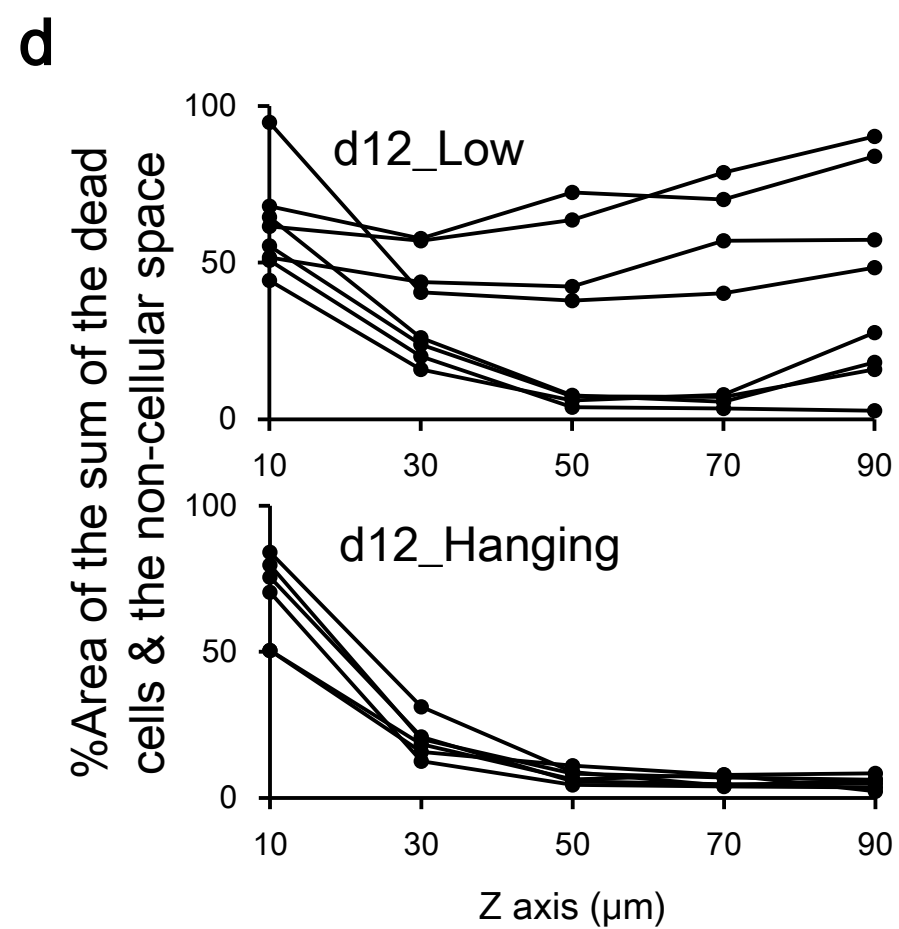 d
%Area of the sum of the dead
cells & the non-cellular space
d12_Low
100
50
0
10 30 50 70 90
d12_Hanging
100
50
0
10 30 50 70 90
Z axis (μm)